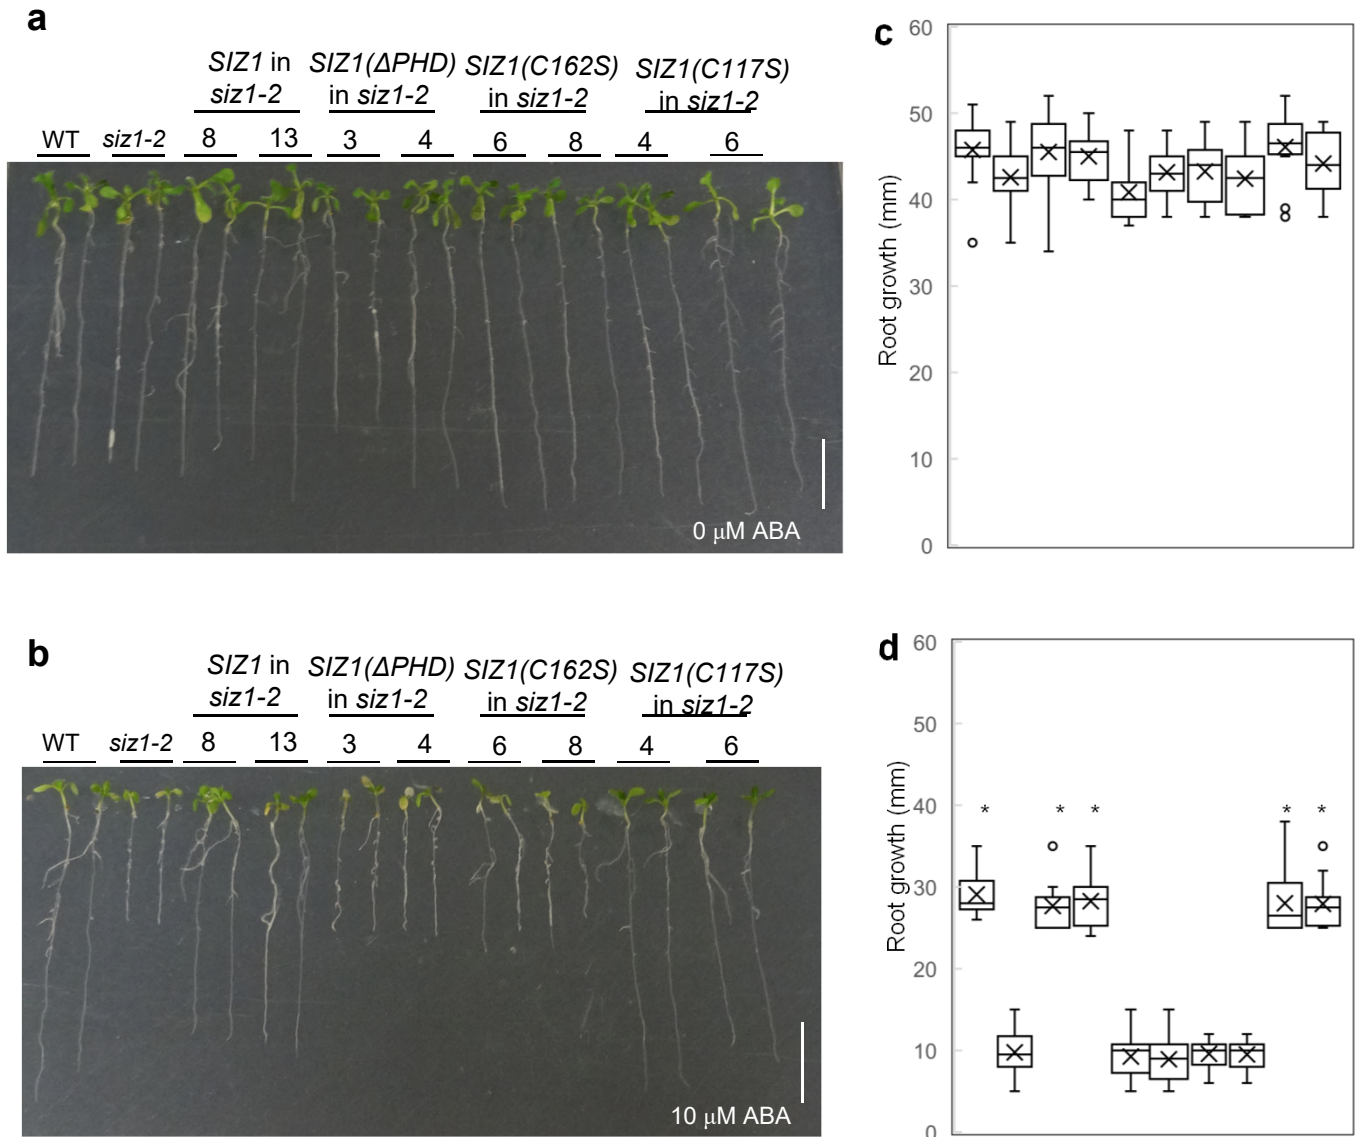 a
SIZ1 in SIZ1(ΔPHD) SIZ1(C162S) SIZ1(C117S)
siz1-2 in siz1-2 in siz1-2 in siz1-2
WT siz1-2 8 13 3 4 6 8 4 6
0 μM ABA
c
60
50
40
30
20
10
0
Root growth (mm)
b
SIZ1 in SIZ1(ΔPHD) SIZ1(C162S) SIZ1(C117S)
siz1-2 in siz1-2 in siz1-2 in siz1-2
WT siz1-2 8 13 3 4 6 8 4 6
10 μM ABA
d
60
50
40
30
20
10
0
Root growth (mm)
* * * * *